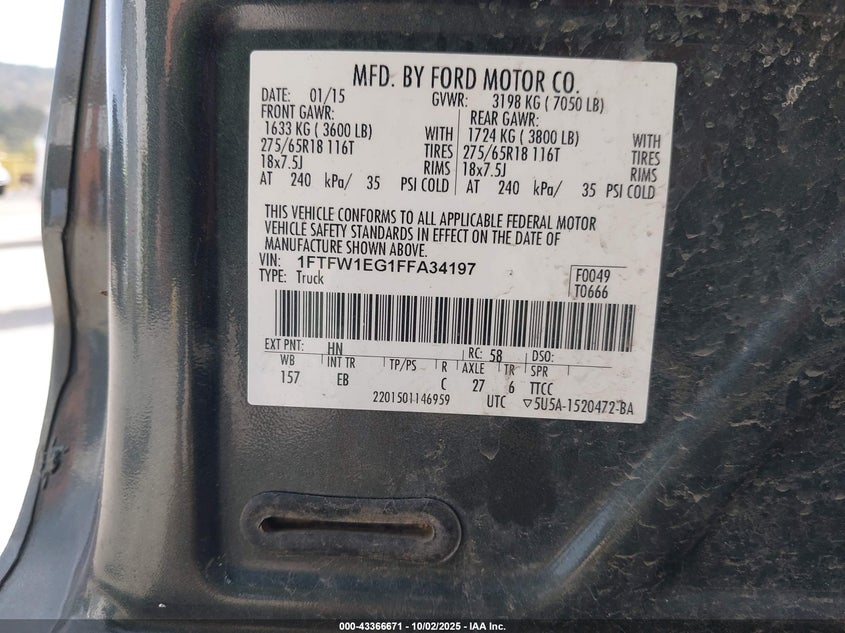 MFD. BY FORD MOTOR CO.
DATE: 01/15 GVWR: 3198 KG ( 7050 LB)
FRONT GAWR: REAR GAWR:
1633 KG ( 3600 LB) WITH 1724 KG ( 3800 LB) WITH
275/65R18 116T TIRES 275/65R18 116T TIRES
18x7.5J RIMS 18x7.5J RIMS
AT 240 kPa/ 35 PSI COLD AT 240 kPa/ 35 PSI COLD
THIS VEHICLE CONFORMS TO ALL APPLICABLE FEDERAL MOTOR
VEHICLE SAFETY STANDARDS IN EFFECT ON THE DATE OF
MANUFACTURE SHOWN ABOVE.
VIN: 1FTFW1EG1FFA34197
TYPE: Truck
F0049
T0666
EXT PNT: HN RC: 58 DSO:
WB INT TR TP/PS R AXLE TR SPR
157 EB C 27 6 TTCC
2201501146959 UTC ▽5U5A-1520472-BA
000-43366671 | 10/02/2025 - IAA Inc.